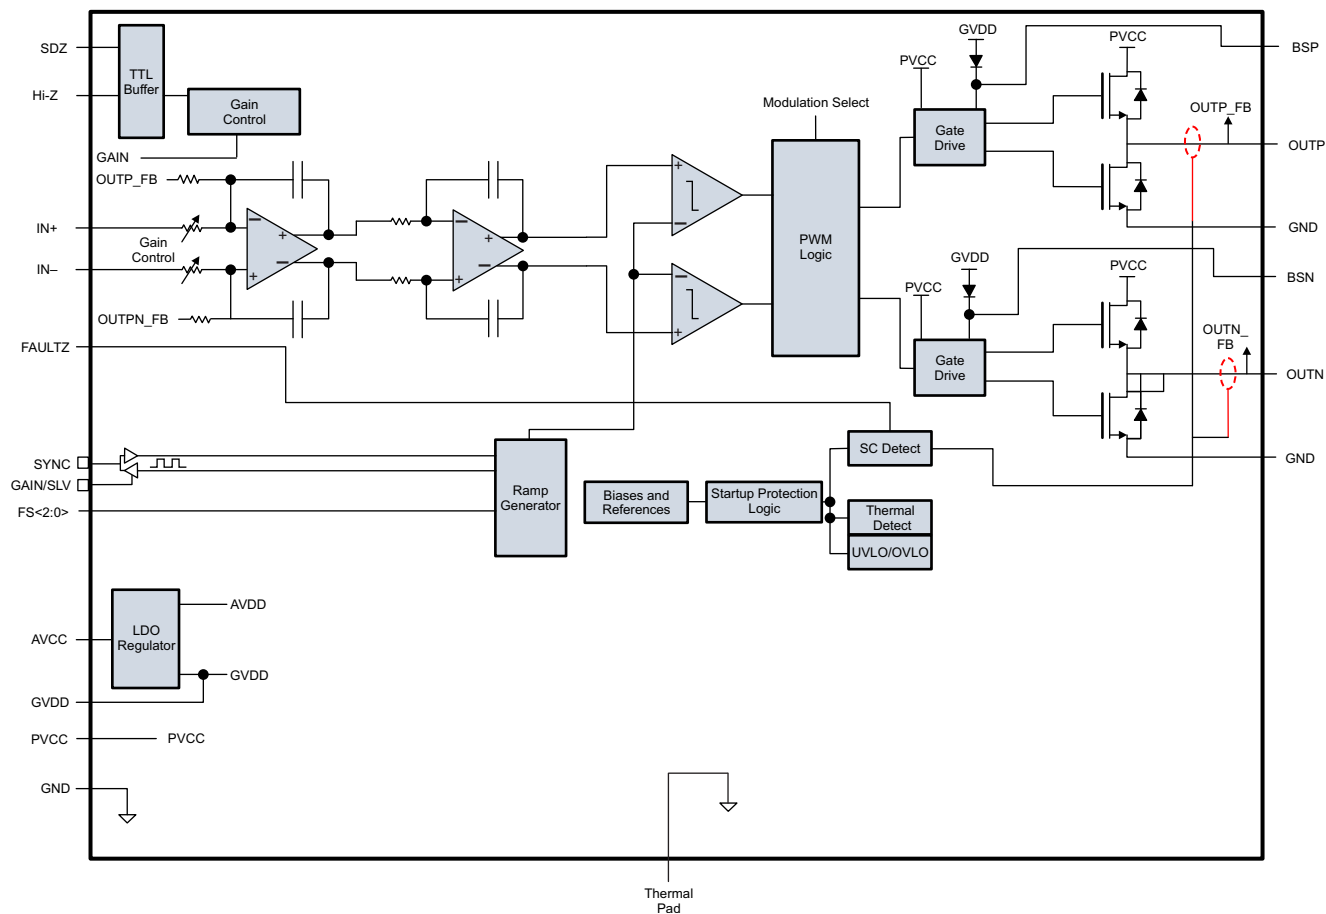 GVDD
SDZ
BSP
PVCC
PVCC
TTL
Buffer
Hi-Z
Gain
Control
Modulation Select
OUTP_FB
Gate
Drive
OUTP
GAIN
OUTP_FB
IN+
GND
Gain
Control
PWM
Logic
GVDD
IN–
PVCC
BSN
PVCC
OUTPN_FB
OUTN_
FB
FAULTZ
Gate
Drive
OUTN
SC Detect
GND
SYNC
GAIN/SLV
FS<2:0>
Ramp
Generator
Biases and
References
Startup Protection
Logic
Thermal
Detect
UVLO/OVLO
AVDD
LDO
Regulator
AVCC
GVDD
GVDD
PVCC
PVCC
GND
Thermal
Pad